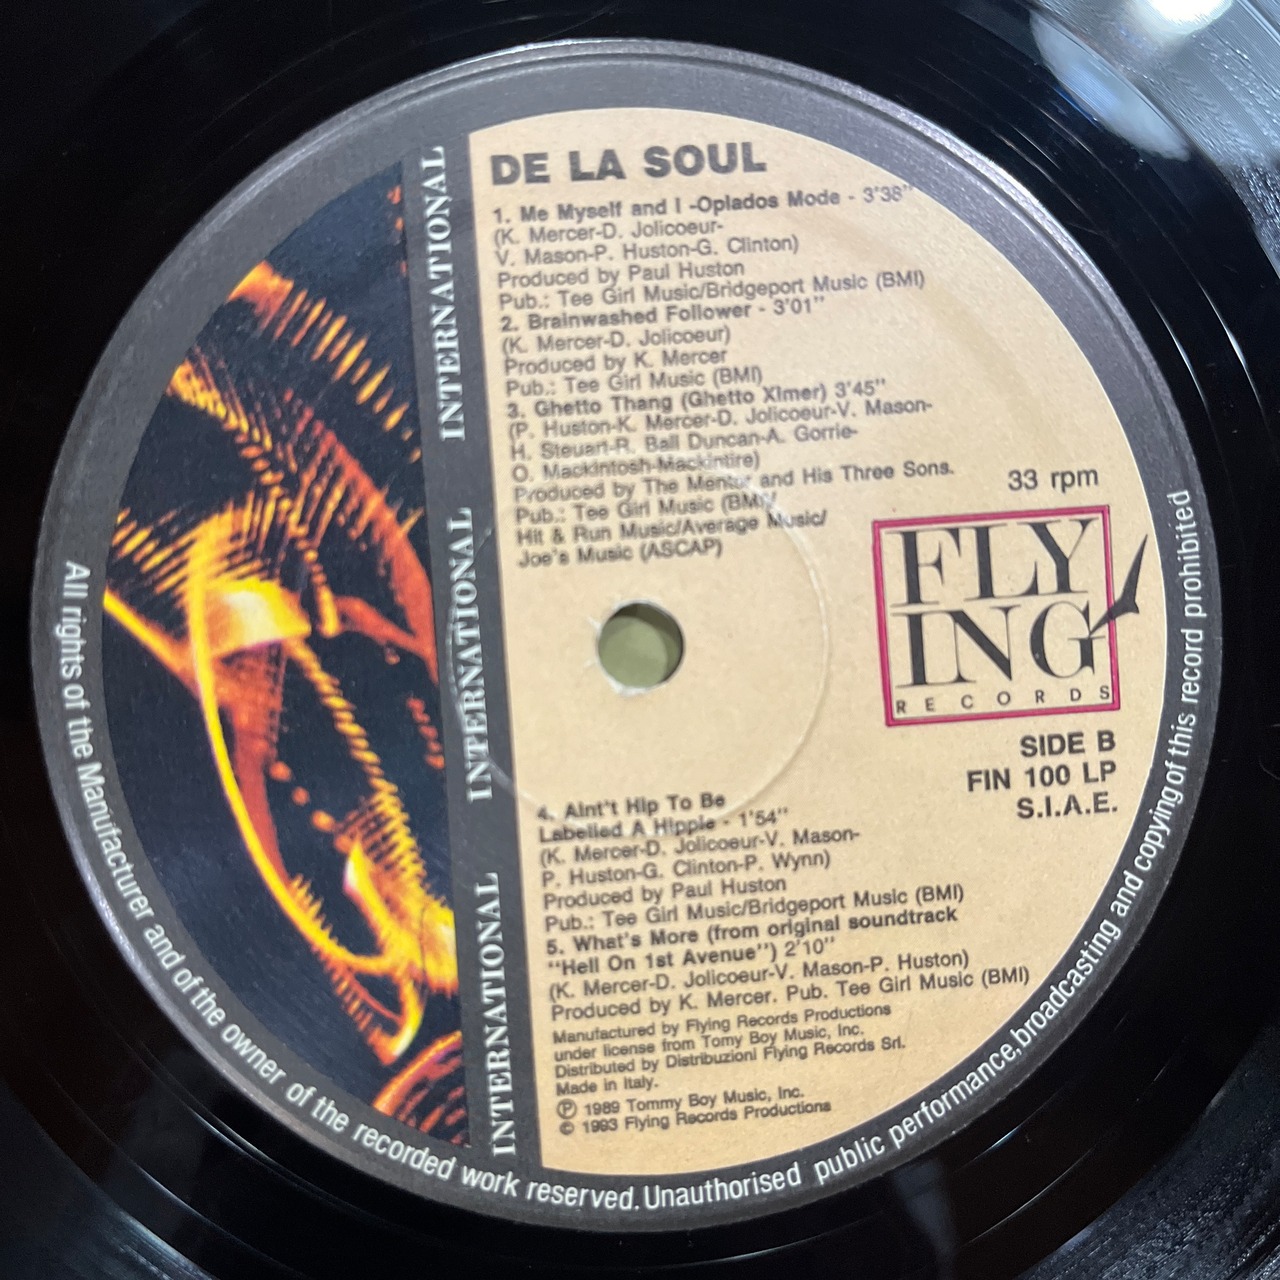 DE LA SOUL
1. Me Myself and I -Oplados Mode - 3'38"
(K. Mercer-D. Jolicoeur-
V. Mason-P. Huston-G. Clinton)
Produced by Paul Huston
Pub.: Tee Girl Music/Bridgeport Music (BMI)
2. Brainwashed Follower - 3'01"
(K. Mercer-D. Jolicoeur)
Produced by K. Mercer
Pub.: Tee Girl Music (BMI)
3. Ghetto Thang (Ghetto Ximer) 3'45"
(P. Huston-K. Mercer-D. Jolicoeur-V. Mason-
H. Steuart-R. Ball Duncan-A. Gorrie-
O. Mackintosh-Mackintire)
Produced by The Mentor and His Three Sons.
Pub.: Tee Girl Music (BMI)/
Hit & Run Music/Average Music/
Joe's Music (ASCAP)
33 rpm
FLY
ING
RECORDS
SIDE B
FIN 100 LP
S.I.A.E.
4. Aint't Hip To Be
Labelled A Hippie - 1'54"
(K. Mercer-D. Jolicoeur-V. Mason-
P. Huston-G. Clinton-P. Wynn)
Produced by Paul Huston
Pub.: Tee Girl Music/Bridgeport Music (BMI)
5. What's More (from original soundtrack
"Hell On 1st Avenue") 2'10"
(K. Mercer-D. Jolicoeur-V. Mason-P. Huston)
Produced by K. Mercer. Pub. Tee Girl Music (BMI)
Manufactured by Flying Records Productions
under license from Tomy Boy Music, Inc.
Distributed by Distribuzioni Flying Records Srl.
Made in Italy.
℗ 1989 Tommy Boy Music, Inc.
© 1993 Flying Records Productions
INTERNATIONAL
INTERNATIONAL
INTERNATIONAL
All rights of the Manufacturer and of the owner of the recorded work reserved. Unauthorised public performance, broadcasting and copying of this record prohibited